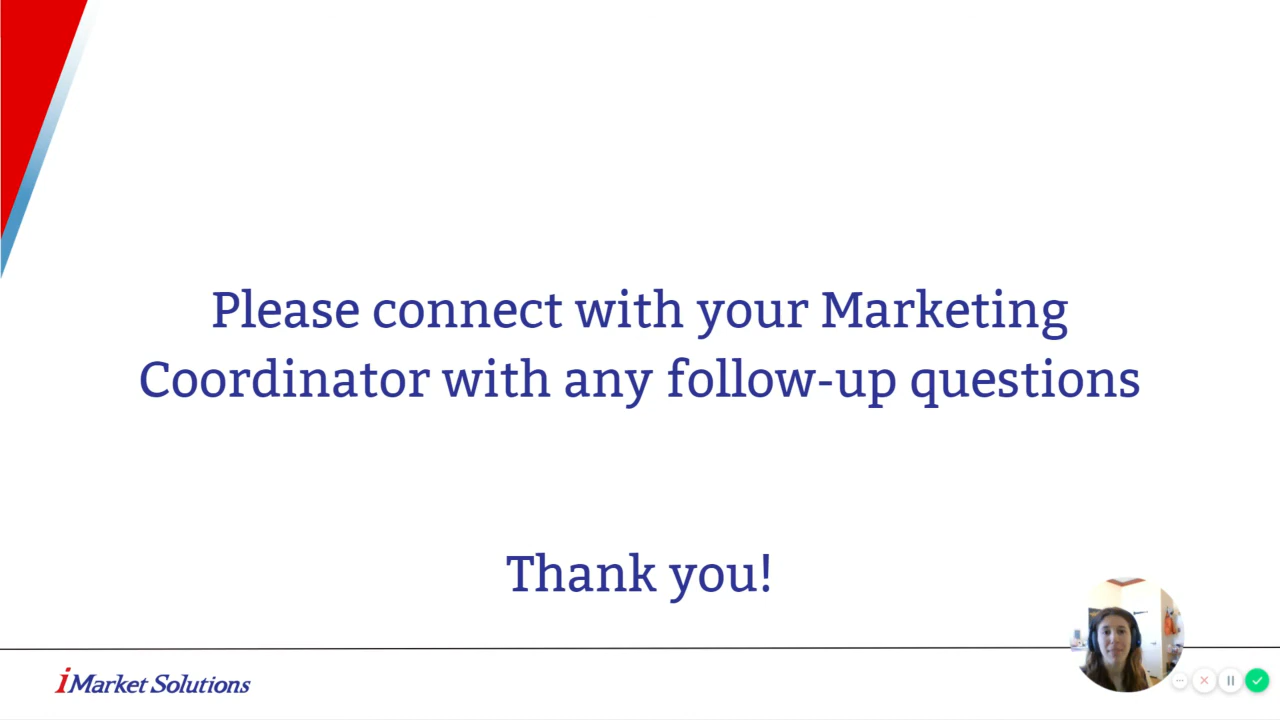 Please connect with your Marketing
Coordinator with any follow-up questions
Thank you!
iMarket Solutions